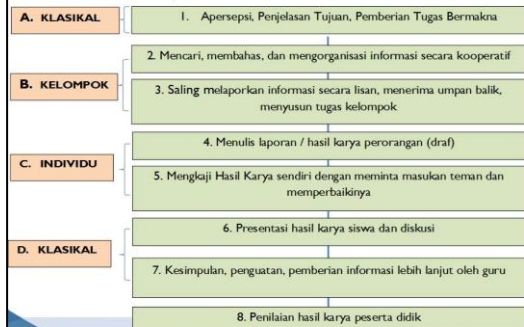 A. KLASIKAL
1. Apersepsi, Penjelasan Tujuan, Pemberian Tugas Bermakna
B. KELOMPOK
2. Mencari, membahas, dan mengorganisasi informasi secara kooperatif
3. Saling melaporkan informasi secara lisan, menerima umpan balik,
menyusun tugas kelompok
C. INDIVIDU
4. Menulis laporan / hasil karya perorangan (draf)
5. Mengkaji Hasil Karya sendiri dengan meminta masukan teman dan
memperbaikinya
D. KLASIKAL
6. Presentasi hasil karya siswa dan diskusi
7. Kesimpulan, penguatan, pemberian informasi lebih lanjut oleh guru
8. Penilaian hasil karya peserta didik